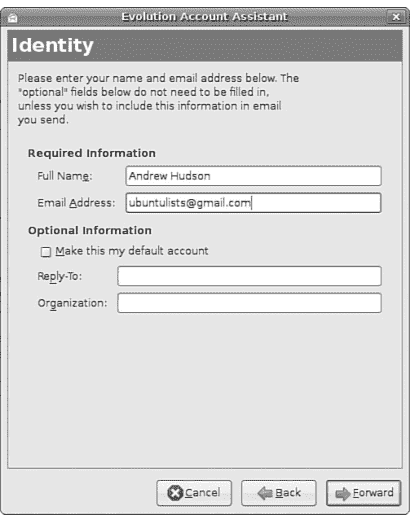 Evolution Account Assistant
Identity
Please enter your name and email address below. The
"optional" fields below do not need to be filled in,
unless you wish to include this information in email
you send.
Required Information
Full Name: Andrew Hudson
Email Address: ubuntulists@gmail.com
Optional Information
Make this my default account
Reply-To:
Organization:
Cancel Back Forward